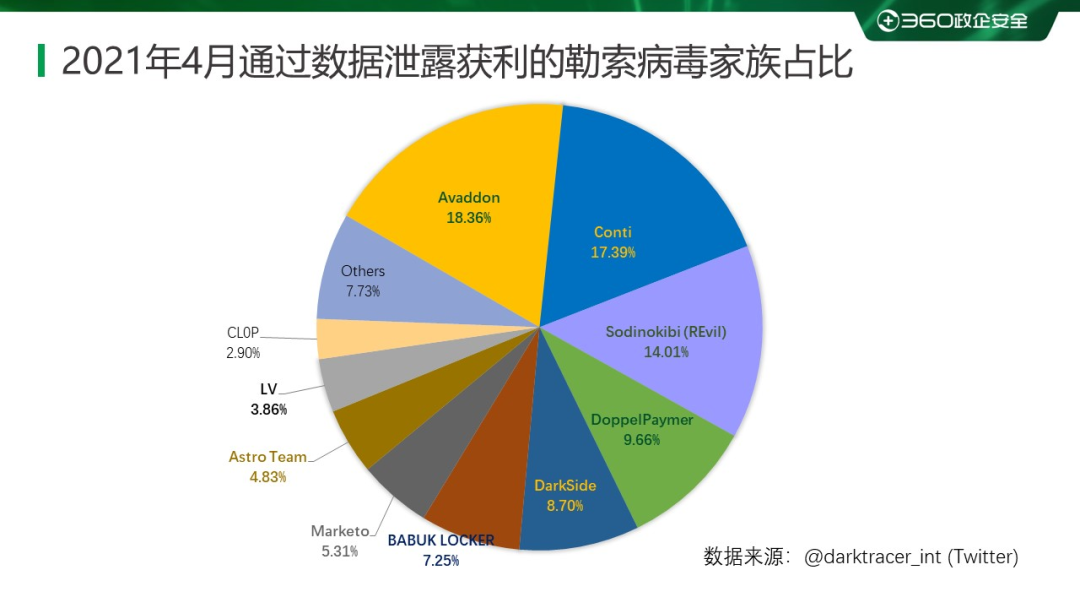 360政企安全
2021年4月通过数据泄露获利的勒索病毒家族占比
Avaddon
18.36%
Conti
17.39%
Others
7.73%
Sodinokibi (REvil)
14.01%
CL0P
2.90%
LV
3.86%
DoppelPaymer
9.66%
Astro Team
4.83%
DarkSide
8.70%
Marketo
5.31%
BABUK LOCKER
7.25%
数据来源：@darktracer_int (Twitter)